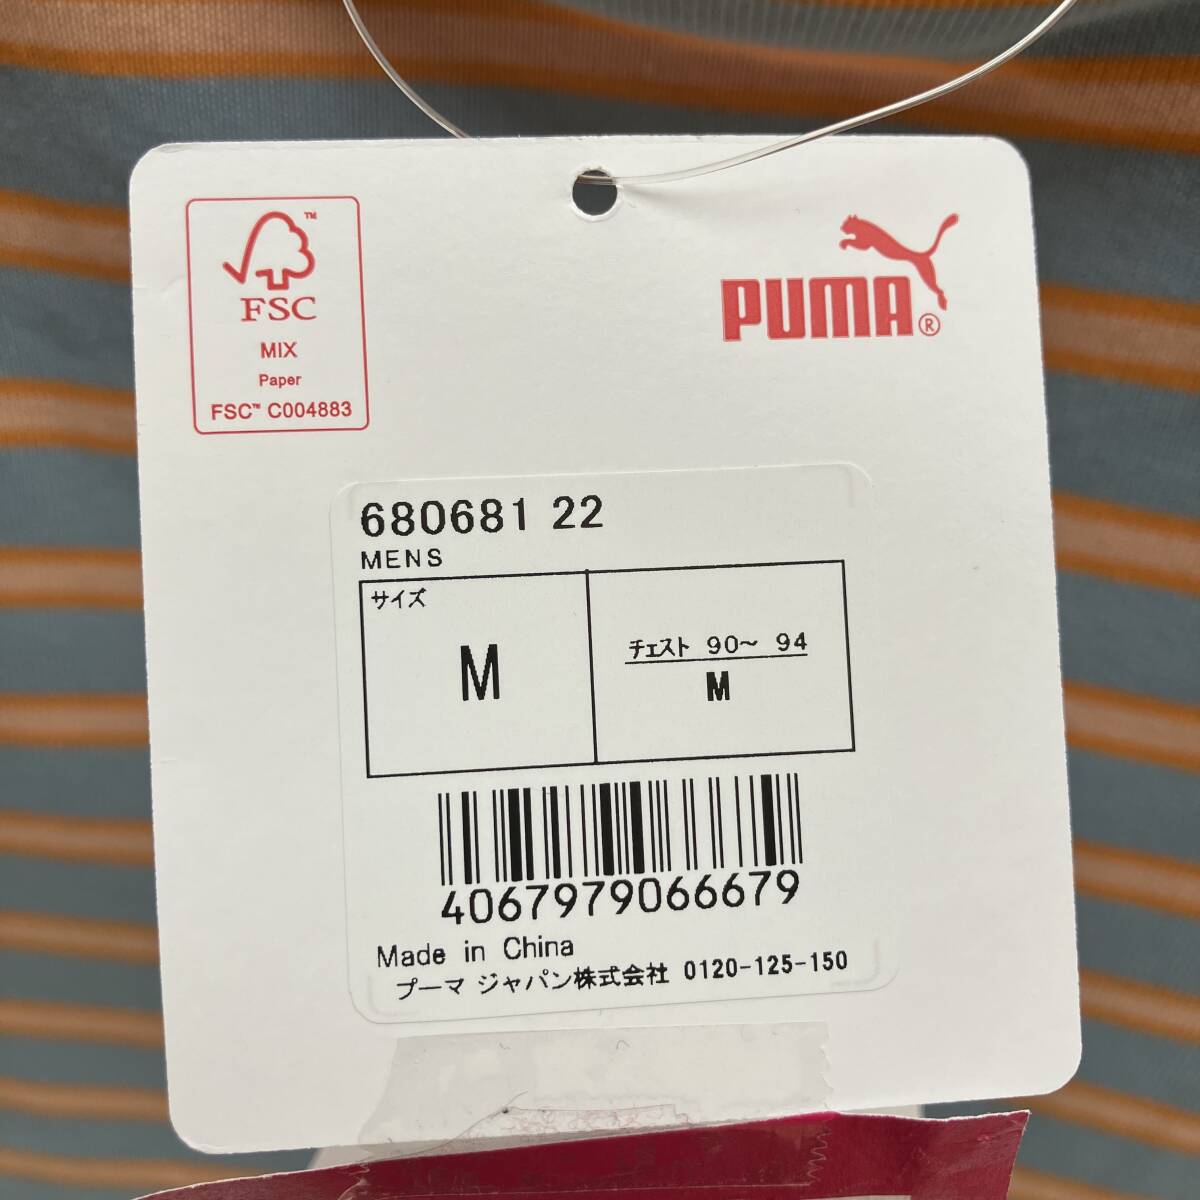 FSC™
MIX
Paper
FSC™ C004883
PUMA®
680681 22
MENS
サイズ
M
チェスト 90～ 94
M
4067979066679
Made in China
プーマ ジャパン株式会社 0120-125-150